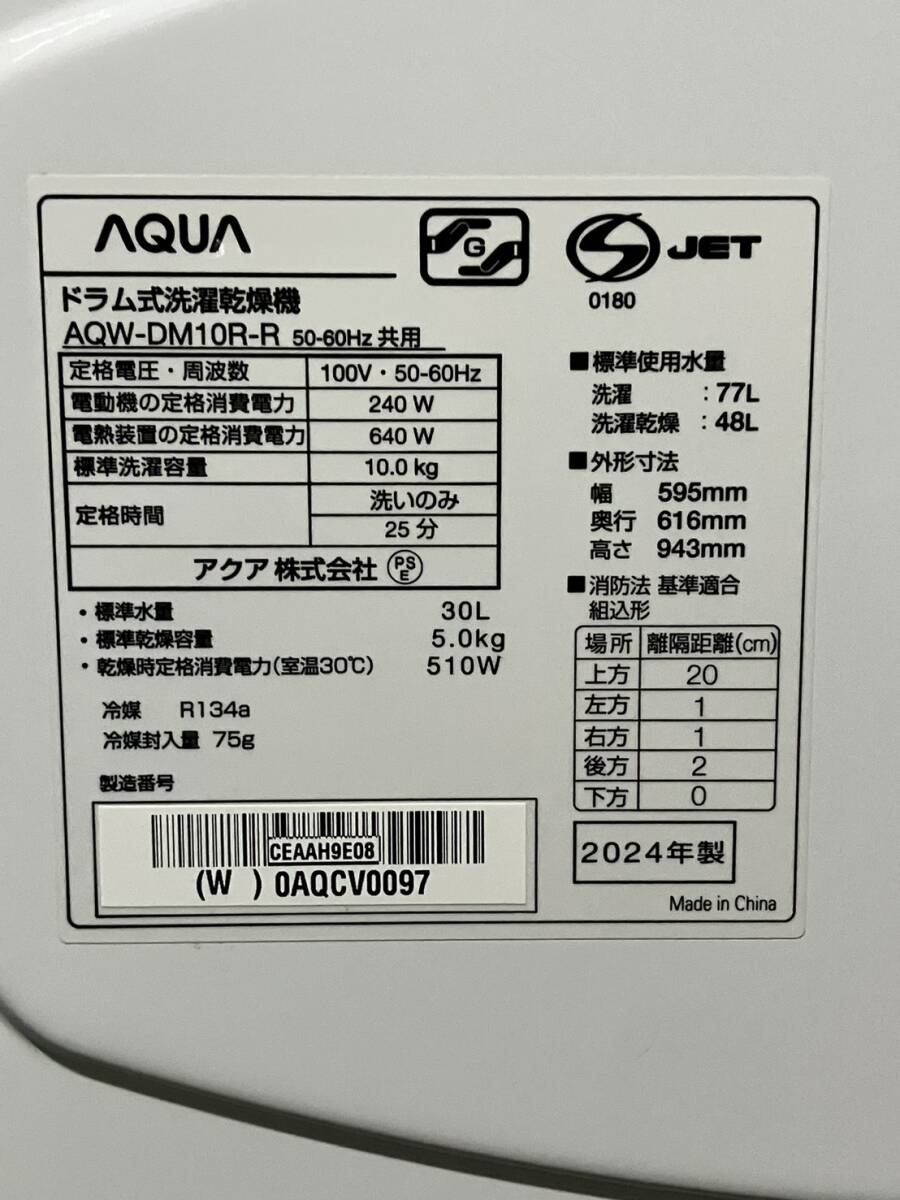 AQUA
G
S JET
0180
ドラム式洗濯乾燥機
AQW-DM10R-R 50-60Hz 共用
定格電圧・周波数 100V・50-60Hz
電動機の定格消費電力 240 W
電熱装置の定格消費電力 640 W
標準洗濯容量 10.0 kg
定格時間 洗いのみ
25 分
アクア 株式会社 PSE
・標準水量 30L
・標準乾燥容量 5.0kg
・乾燥時定格消費電力(室温30℃) 510W
冷媒 R134a
冷媒封入量 75g
製造番号
CEAAH9E08
(W ) 0AQCV0097
■標準使用水量
洗濯 :77L
洗濯乾燥 :48L
■外形寸法
幅 595mm
奥行 616mm
高さ 943mm
■消防法 基準適合
組込形
場所 離隔距離(cm)
上方 20
左方 1
右方 1
後方 2
下方 0
2024年製
Made in China